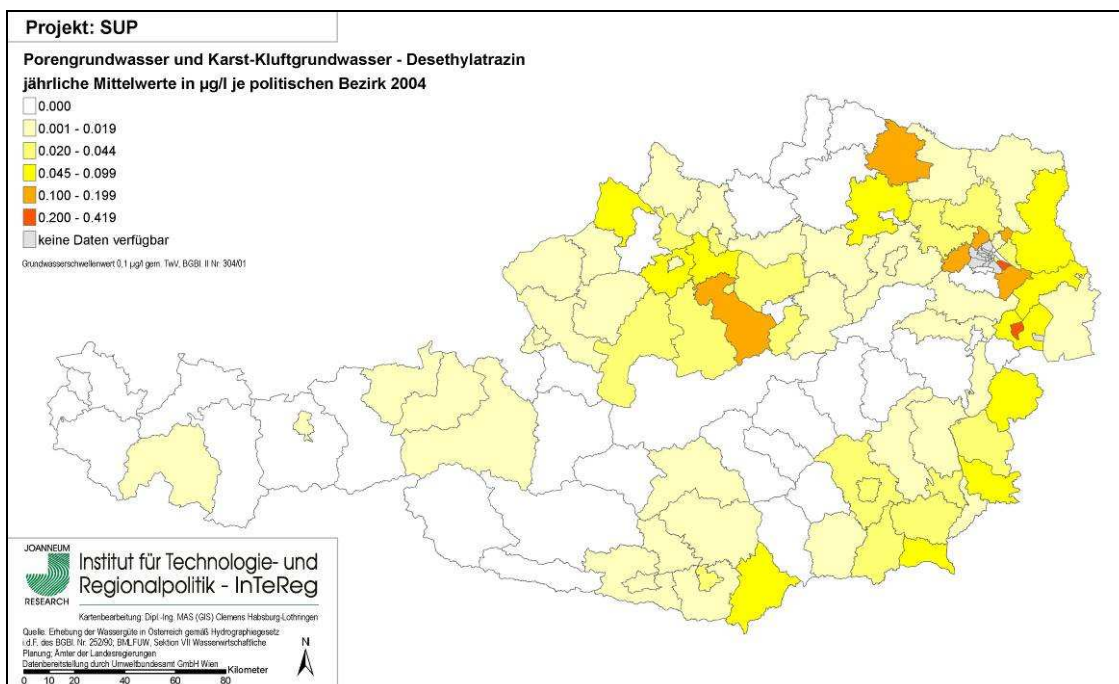 Projekt: SUP
Porengrundwasser und Karst-Kluftgrundwasser - Desethylatrazin
jährliche Mittelwerte in µg/l je politischen Bezirk 2004
0.000
0.001 - 0.019
0.020 - 0.044
0.045 - 0.099
0.100 - 0.199
0.200 - 0.419
keine Daten verfügbar
Grundwasserschwellenwert 0,1 µg/l gem. TwV, BGBl. II Nr. 304/01
JOANNEUM
RESEARCH
Institut für Technologie- und
Regionalpolitik - InTeReg
Kartenbearbeitung: Dipl.-Ing. MAS (GIS) Clemens Habsburg-Lothringen
Quelle: Erhebung der Wassergüte in Österreich gemäß Hydrographiegesetz
i.d.F. des BGBl. Nr. 252/90; BMLFUW, Sektion VII Wasserwirtschaftliche
Planung; Ämter der Landesregierungen
Datenbereitstellung durch Umweltbundesamt GmbH Wien
N
Kilometer
0 10 20 40 60 80